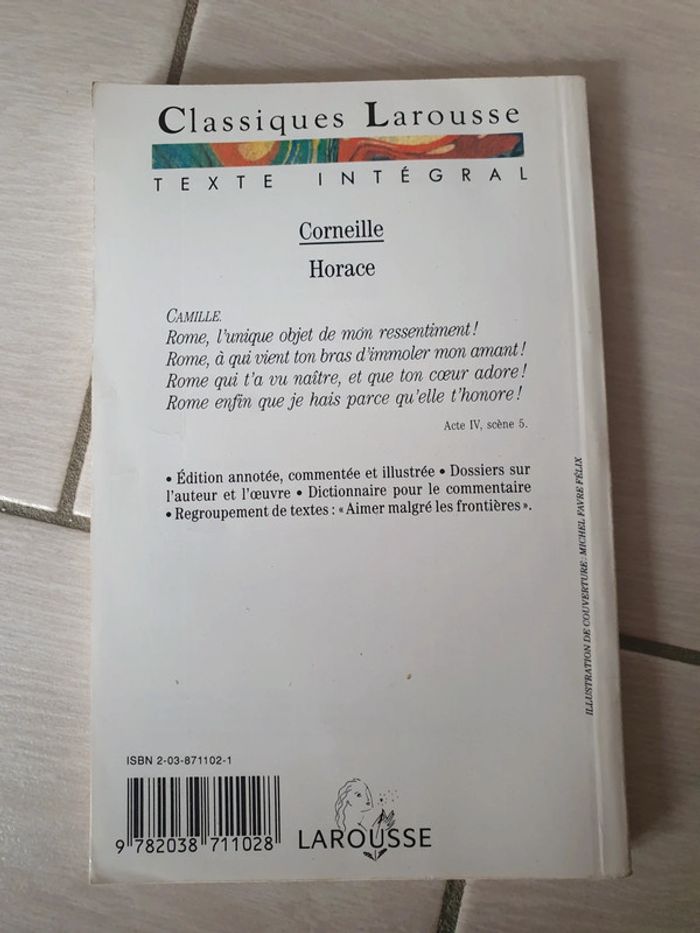 Classiques Larousse
TEXTE INTÉGRAL
Corneille
Horace
CAMILLE.
Rome, l'unique objet de mon ressentiment !
Rome, à qui vient ton bras d'immoler mon amant !
Rome qui t'a vu naître, et que ton cœur adore !
Rome enfin que je hais parce qu'elle t'honore !
Acte IV, scène 5.
• Édition annotée, commentée et illustrée • Dossiers sur
l'auteur et l'œuvre • Dictionnaire pour le commentaire
• Regroupement de textes : « Aimer malgré les frontières ».
ILLUSTRATION DE COUVERTURE : MICHEL FAVRE FÉLIX
ISBN 2-03-871102-1
9 782038 711028
LAROUSSE